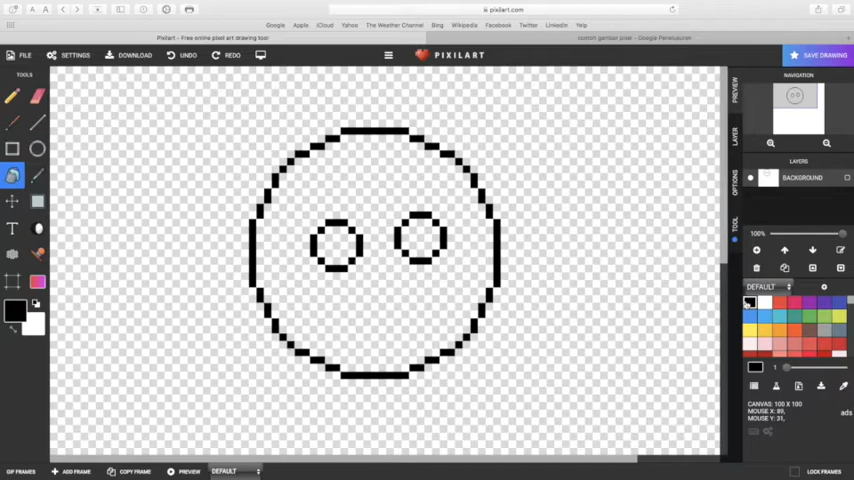 pixilart.com
Google Apple iCloud Yahoo The Weather Channel Bing Wikipedia Facebook Twitter LinkedIn Yelp
Pixilart - Free online pixel art drawing tool
contoh gambar pixel - Google Penelusuran
FILE SETTINGS DOWNLOAD UNDO REDO PIXILART SAVE DRAWING
TOOLS
NAVIGATION
PREVIEW
LAYER
OPTIONS
TOOL
LAYERS
BACKGROUND
100%
DEFAULT
1
CANVAS: 100 X 100
MOUSE X: 89,
MOUSE Y: 31,
ads
GIF FRAMES ADD FRAME COPY FRAME PREVIEW DEFAULT LOCK FRAMES